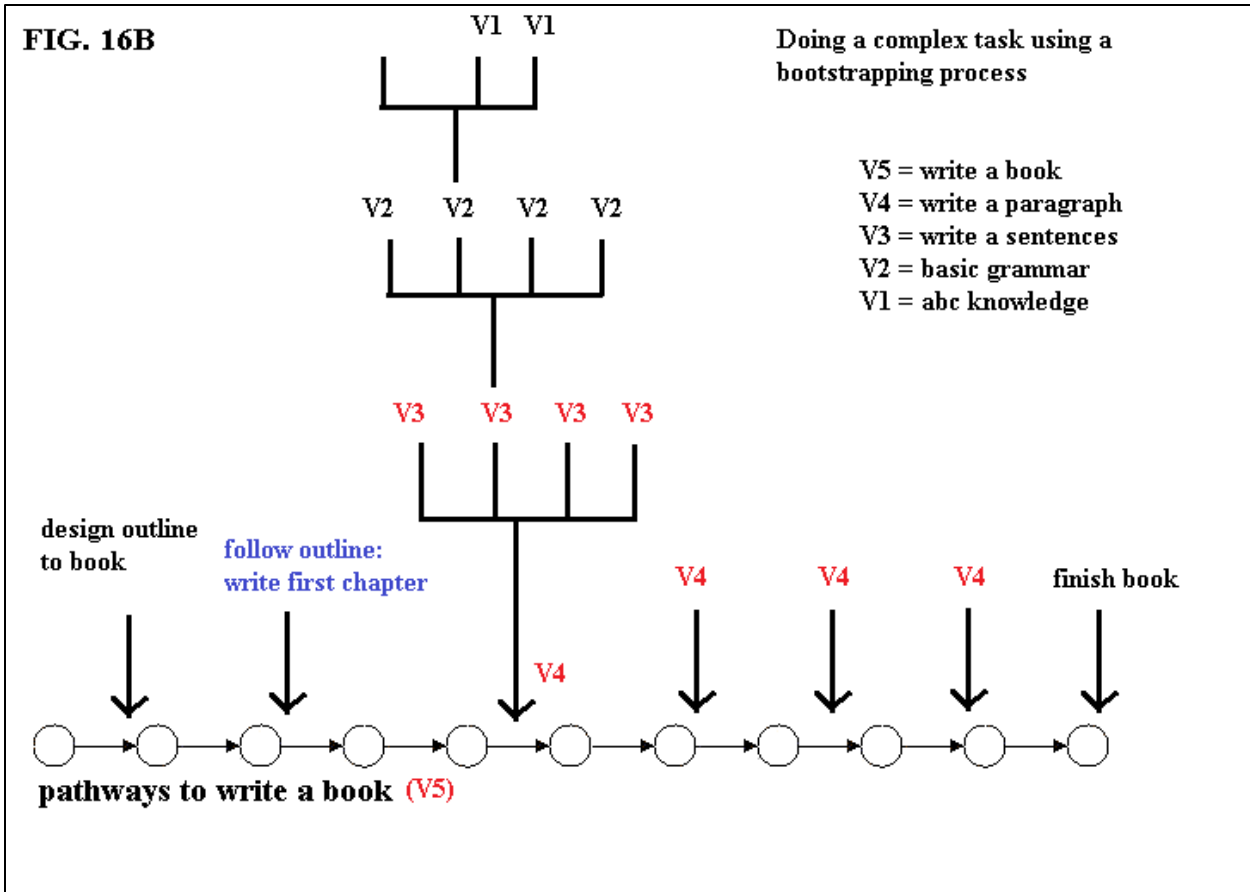 FIG. 16B
V1 V1
Doing a complex task using a
bootstrapping process
V5 = write a book
V4 = write a paragraph
V3 = write a sentences
V2 = basic grammar
V1 = abc knowledge
V2 V2 V2 V2
V3 V3 V3 V3
design outline
to book
follow outline:
write first chapter
V4
V4
V4
V4
finish book
pathways to write a book (V5)